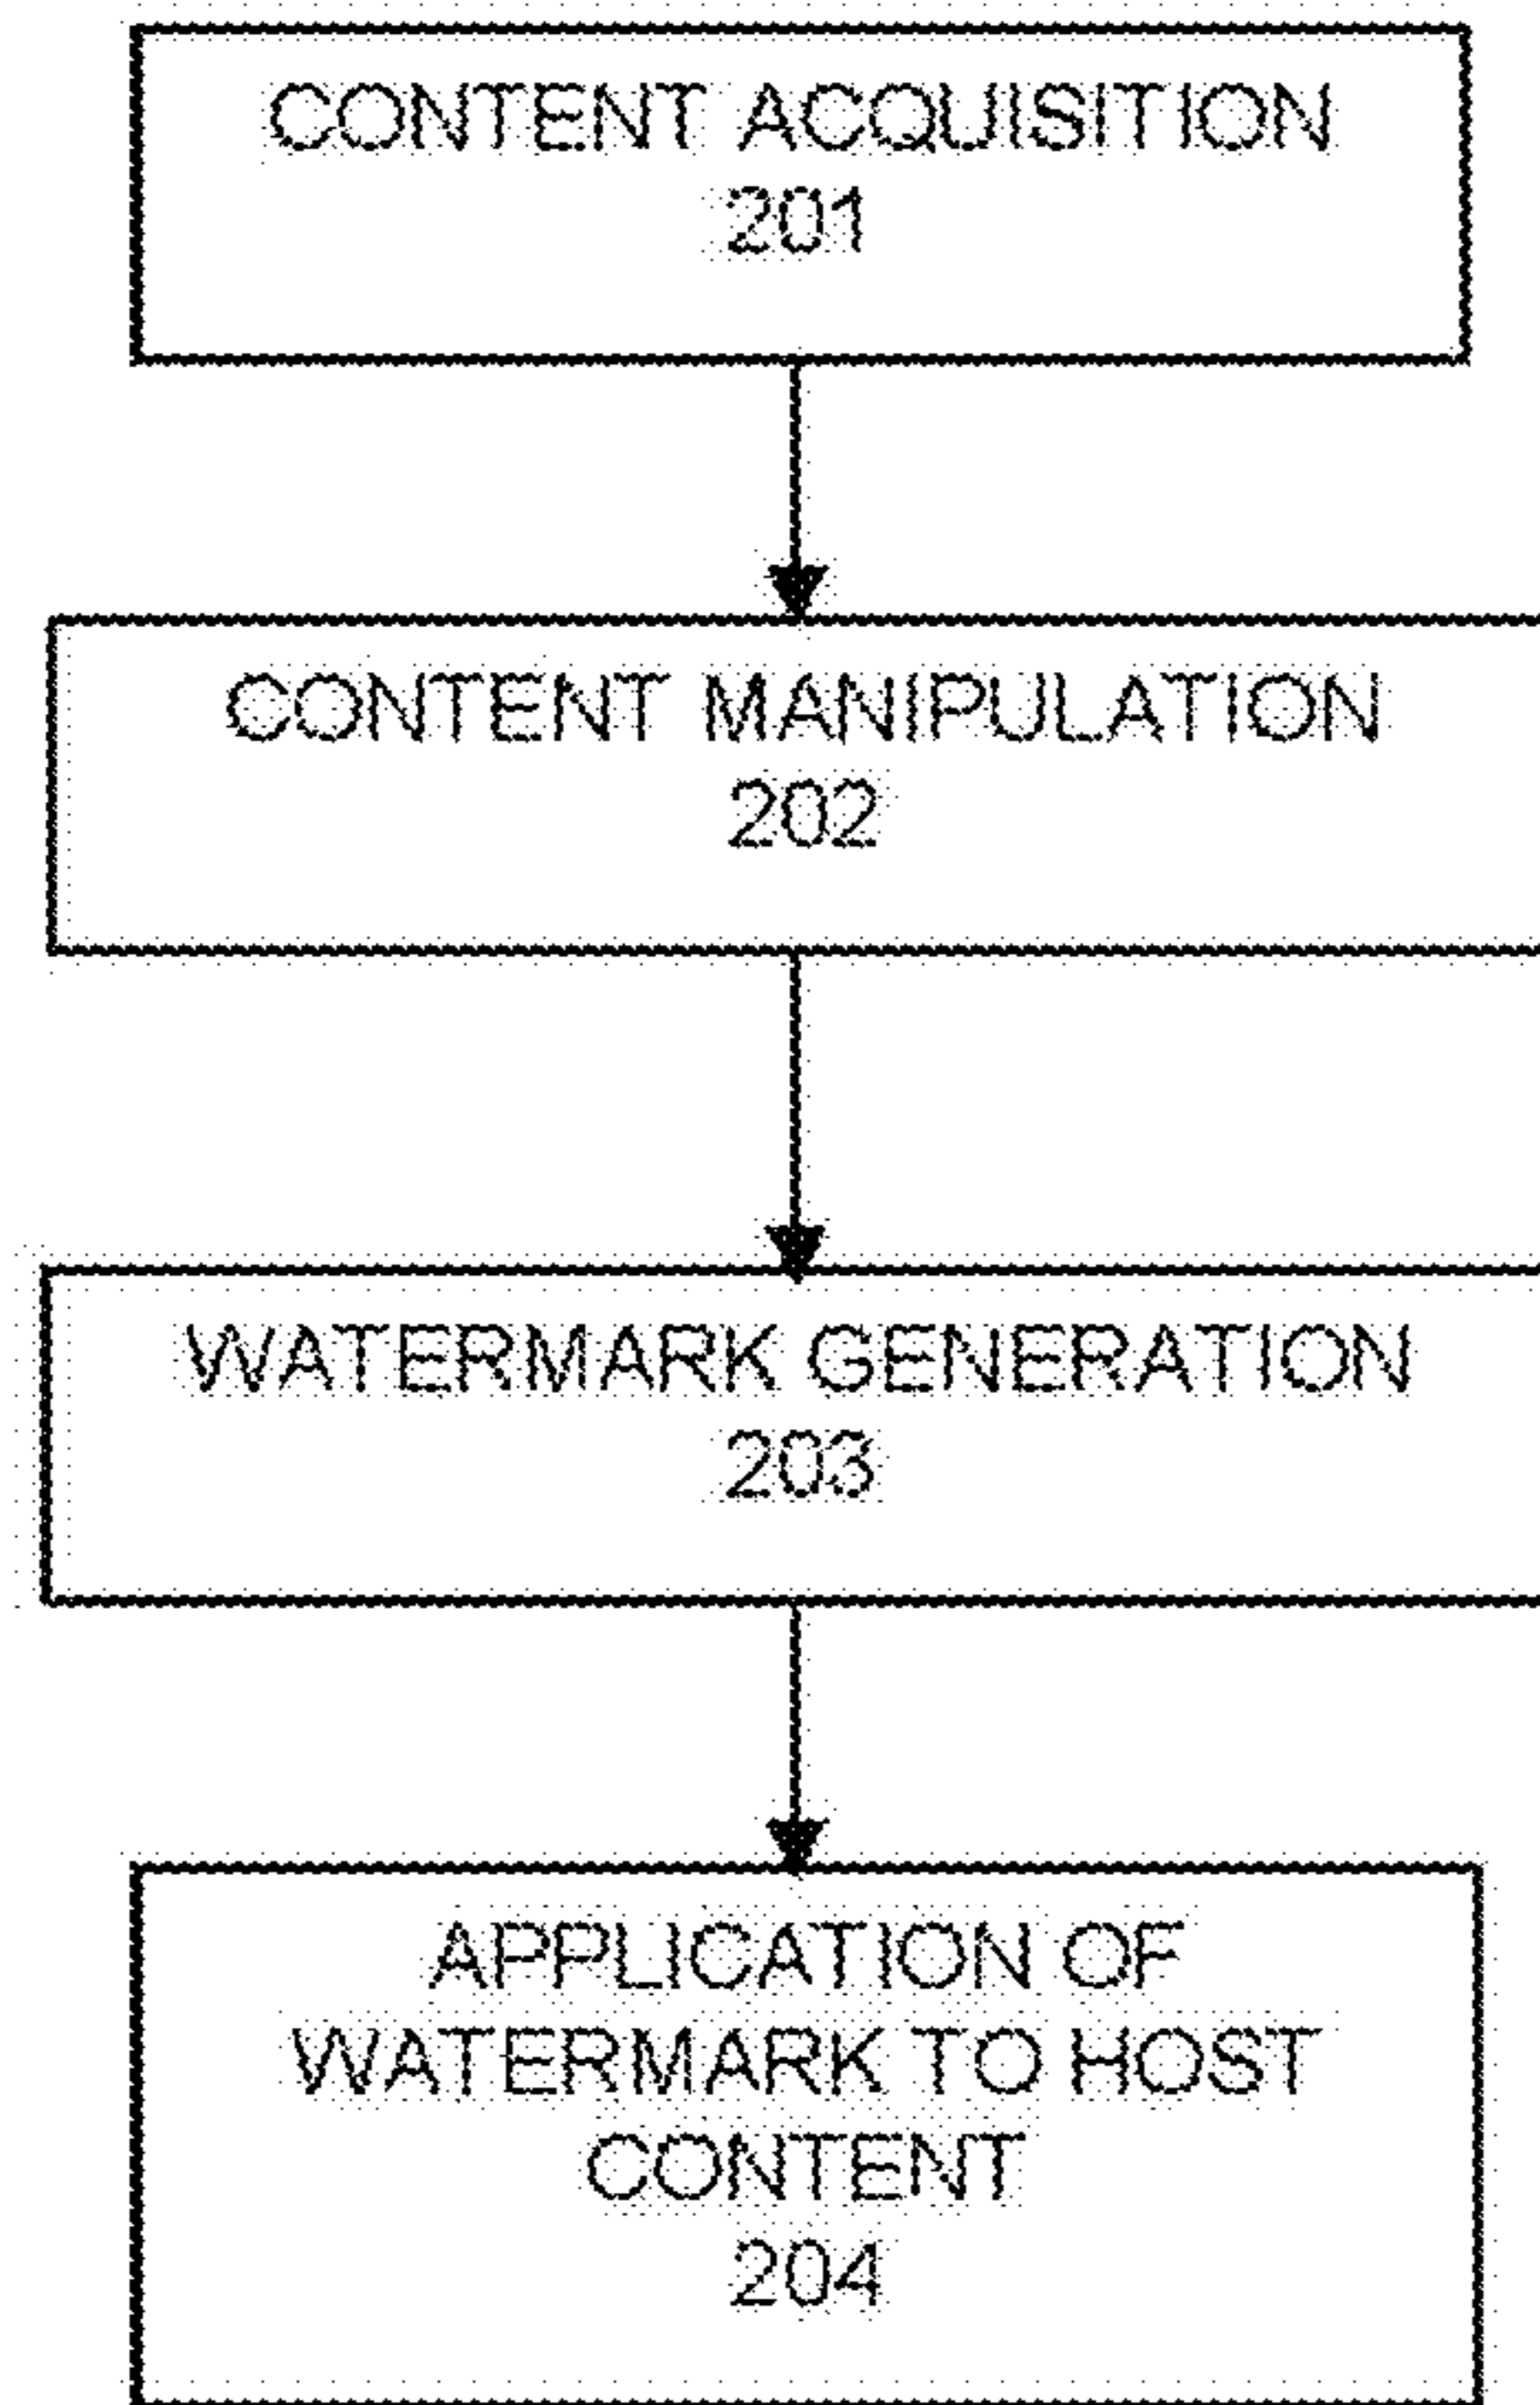 CONTENT ACQUISITION
201
CONTENT MANIPULATION
202
WATERMARK GENERATION
203
APPLICATION OF
WATERMARK TO HOST
CONTENT
204